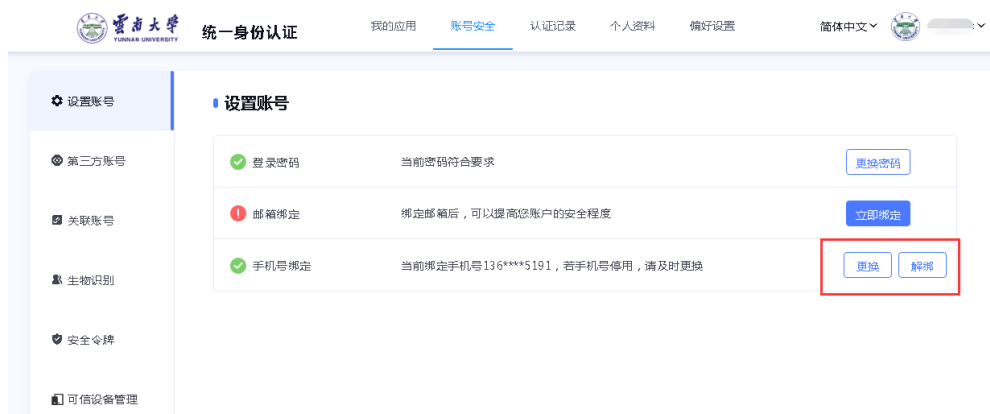 雲南大學
YUNNAN UNIVERSITY
统一身份认证
我的应用
账号安全
认证记录
个人资料
偏好设置
简体中文
设置账号
第三方账号
关联账号
生物识别
安全令牌
可信设备管理
设置账号
登录密码 当前密码符合要求 更换密码
邮箱绑定 绑定邮箱后，可以提高您账户的安全程度 立即绑定
手机号绑定 当前绑定手机号136****5191，若手机号停用，请及时更换 更换 解绑